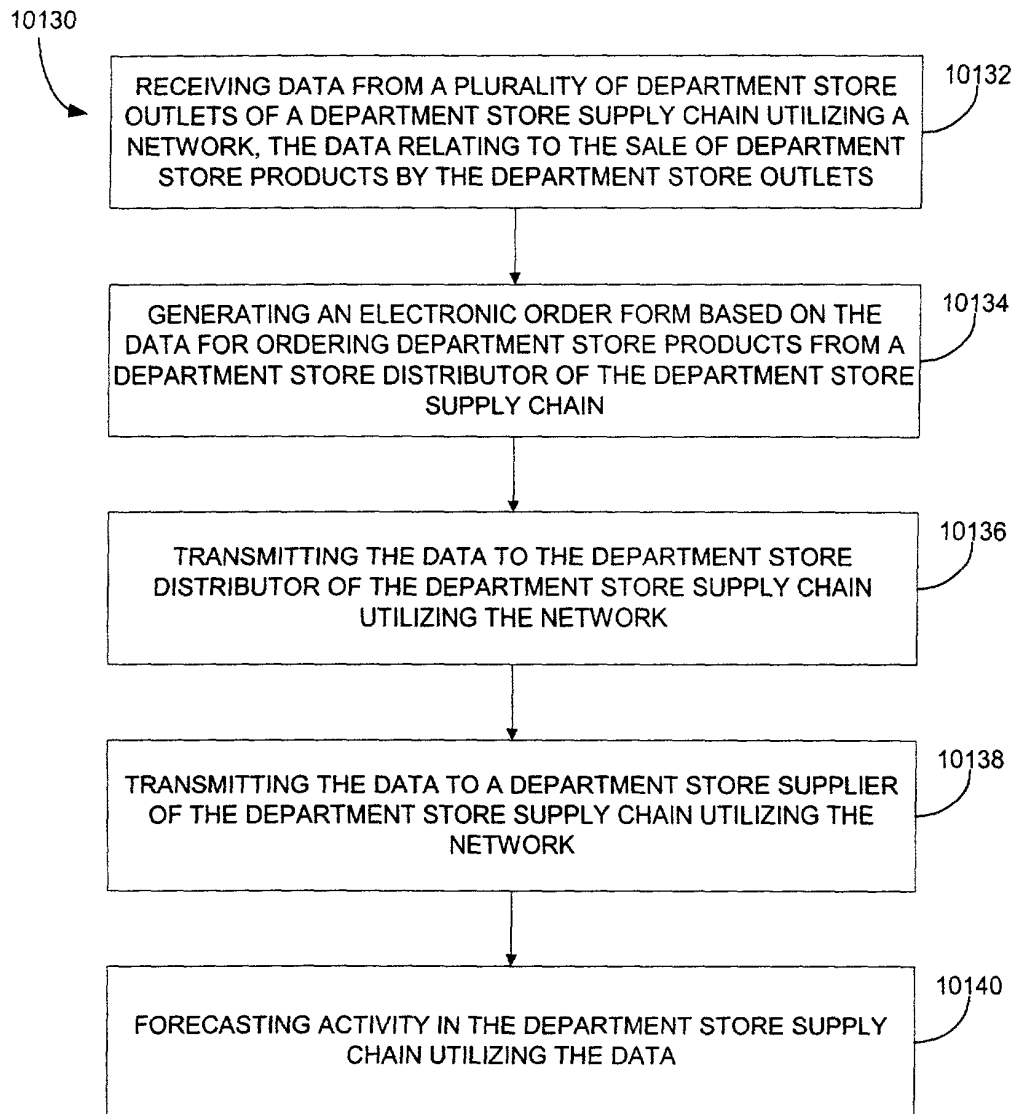 10130
RECEIVING DATA FROM A PLURALITY OF DEPARTMENT STORE
OUTLETS OF A DEPARTMENT STORE SUPPLY CHAIN UTILIZING A
NETWORK, THE DATA RELATING TO THE SALE OF DEPARTMENT
STORE PRODUCTS BY THE DEPARTMENT STORE OUTLETS
10132
GENERATING AN ELECTRONIC ORDER FORM BASED ON THE
DATA FOR ORDERING DEPARTMENT STORE PRODUCTS FROM A
DEPARTMENT STORE DISTRIBUTOR OF THE DEPARTMENT STORE
SUPPLY CHAIN
10134
TRANSMITTING THE DATA TO THE DEPARTMENT STORE
DISTRIBUTOR OF THE DEPARTMENT STORE SUPPLY CHAIN
UTILIZING THE NETWORK
10136
TRANSMITTING THE DATA TO A DEPARTMENT STORE SUPPLIER
OF THE DEPARTMENT STORE SUPPLY CHAIN UTILIZING THE
NETWORK
10138
FORECASTING ACTIVITY IN THE DEPARTMENT STORE SUPPLY
CHAIN UTILIZING THE DATA
10140